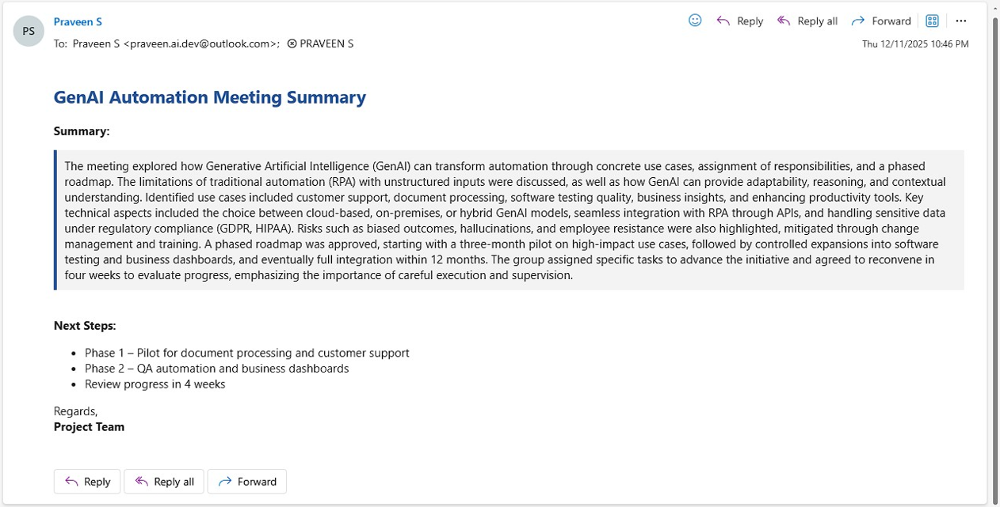 PS
Praveen S
Reply
Reply all
Forward
To: Praveen S <praveen.ai.dev@outlook.com>; PRAVEEN S
Thu 12/11/2025 10:46 PM
GenAI Automation Meeting Summary
Summary:
The meeting explored how Generative Artificial Intelligence (GenAI) can transform automation through concrete use cases, assignment of responsibilities, and a phased
roadmap. The limitations of traditional automation (RPA) with unstructured inputs were discussed, as well as how GenAI can provide adaptability, reasoning, and contextual
understanding. Identified use cases included customer support, document processing, software testing quality, business insights, and enhancing productivity tools. Key
technical aspects included the choice between cloud-based, on-premises, or hybrid GenAI models, seamless integration with RPA through APIs, and handling sensitive data
under regulatory compliance (GDPR, HIPAA). Risks such as biased outcomes, hallucinations, and employee resistance were also highlighted, mitigated through change
management and training. A phased roadmap was approved, starting with a three-month pilot on high-impact use cases, followed by controlled expansions into software
testing and business dashboards, and eventually full integration within 12 months. The group assigned specific tasks to advance the initiative and agreed to reconvene in
four weeks to evaluate progress, emphasizing the importance of careful execution and supervision.
Next Steps:
• Phase 1 – Pilot for document processing and customer support
• Phase 2 – QA automation and business dashboards
• Review progress in 4 weeks
Regards,
Project Team
Reply
Reply all
Forward